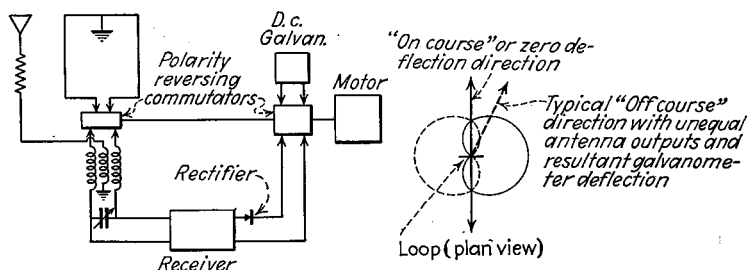 D.c.
Galvan.
Polarity
reversing
commutators
Motor
Rectifier
Receiver
"On course" or zero de-
flection direction
Typical "Off course"
direction with unequal
antenna outputs and
resultant galvanome-
ter deflection
Loop (plan view)